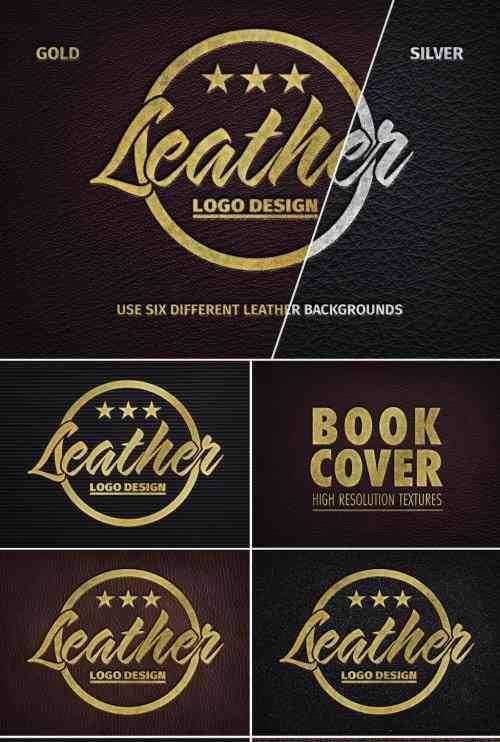 GOLD
SILVER
Leather
LOGO DESIGN
USE SIX DIFFERENT LEATHER BACKGROUNDS
Leather
LOGO DESIGN
BOOK
COVER
HIGH RESOLUTION TEXTURES
Leather
LOGO DESIGN
Leather
LOGO DESIGN